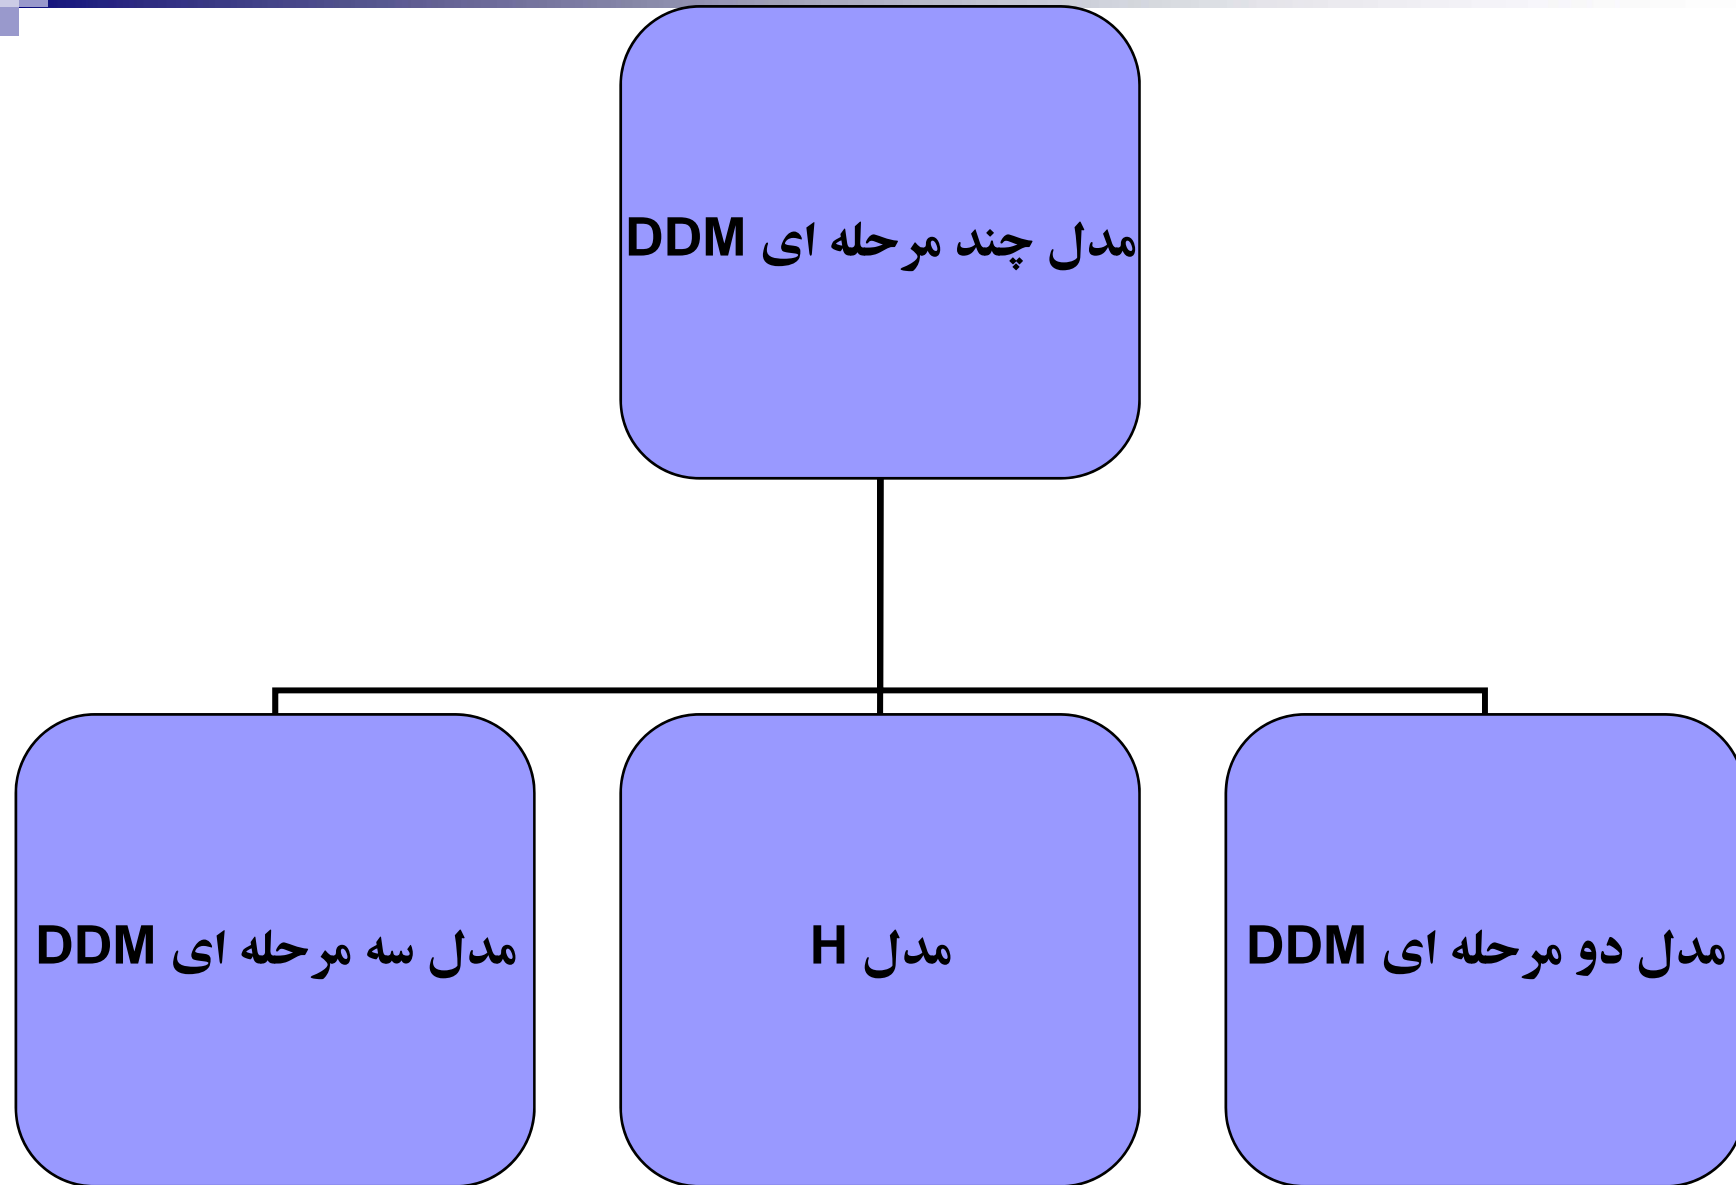 مدل چند مرحله ای DDM
مدل دو مرحله ای DDM
مدل H
مدل سه مرحله ای DDM